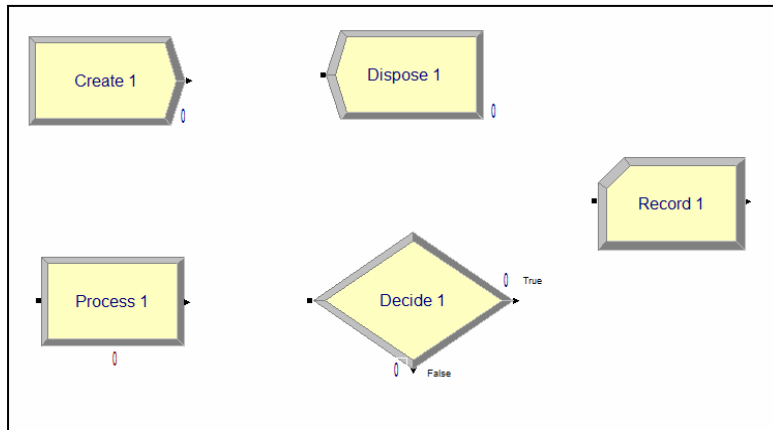 Create 1
0
Dispose 1
0
Record 1
Process 1
0
Decide 1
0
True
0
False